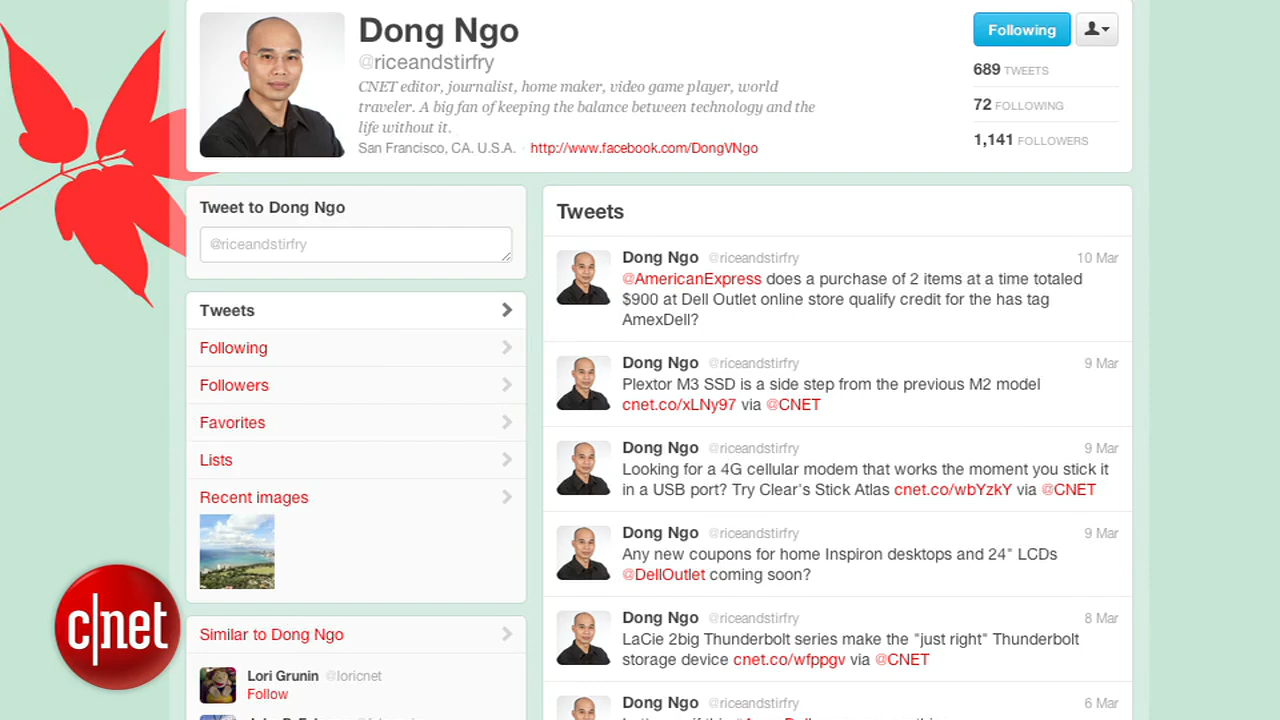 Dong Ngo
@riceandstirfry
CNET editor, journalist, home maker, video game player, world
traveler. A big fan of keeping the balance between technology and the
life without it.
San Francisco, CA. U.S.A. · http://www.facebook.com/DongVNgo
Following
689 TWEETS
72 FOLLOWING
1,141 FOLLOWERS
Tweet to Dong Ngo
@riceandstirfry
Tweets
Following
Followers
Favorites
Lists
Recent images
Similar to Dong Ngo
Lori Grunin @loricnet
Follow
c|net
Tweets
Dong Ngo @riceandstirfry 10 Mar
@AmericanExpress does a purchase of 2 items at a time totaled
$900 at Dell Outlet online store qualify credit for the has tag
AmexDell?
Dong Ngo @riceandstirfry 9 Mar
Plextor M3 SSD is a side step from the previous M2 model
cnet.co/xLNy97 via @CNET
Dong Ngo @riceandstirfry 9 Mar
Looking for a 4G cellular modem that works the moment you stick it
in a USB port? Try Clear's Stick Atlas cnet.co/wbYzkY via @CNET
Dong Ngo @riceandstirfry 9 Mar
Any new coupons for home Inspiron desktops and 24" LCDs
@DellOutlet coming soon?
Dong Ngo @riceandstirfry 8 Mar
LaCie 2big Thunderbolt series make the "just right" Thunderbolt
storage device cnet.co/wfppgv via @CNET
Dong Ngo @riceandstirfry 6 Mar